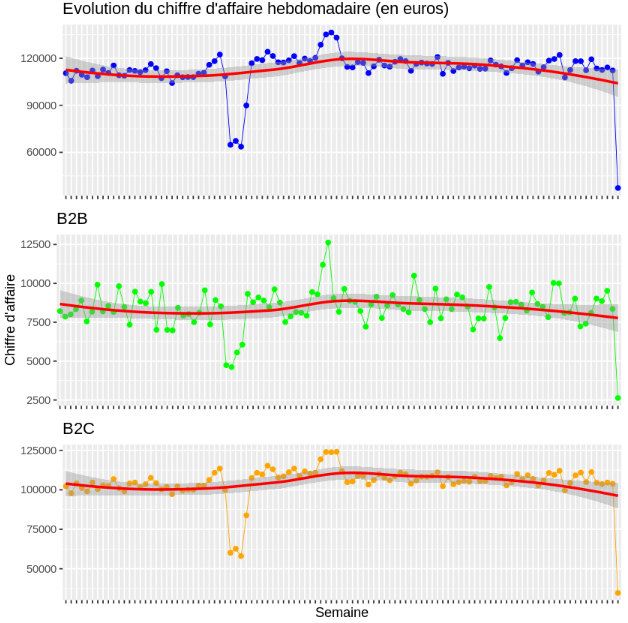 Evolution du chiffre d'affaire hebdomadaire (en euros)
120000
90000
60000
B2B
12500
10000
7500
5000
2500
Chiffre d'affaire
B2C
125000
100000
75000
50000
Semaine